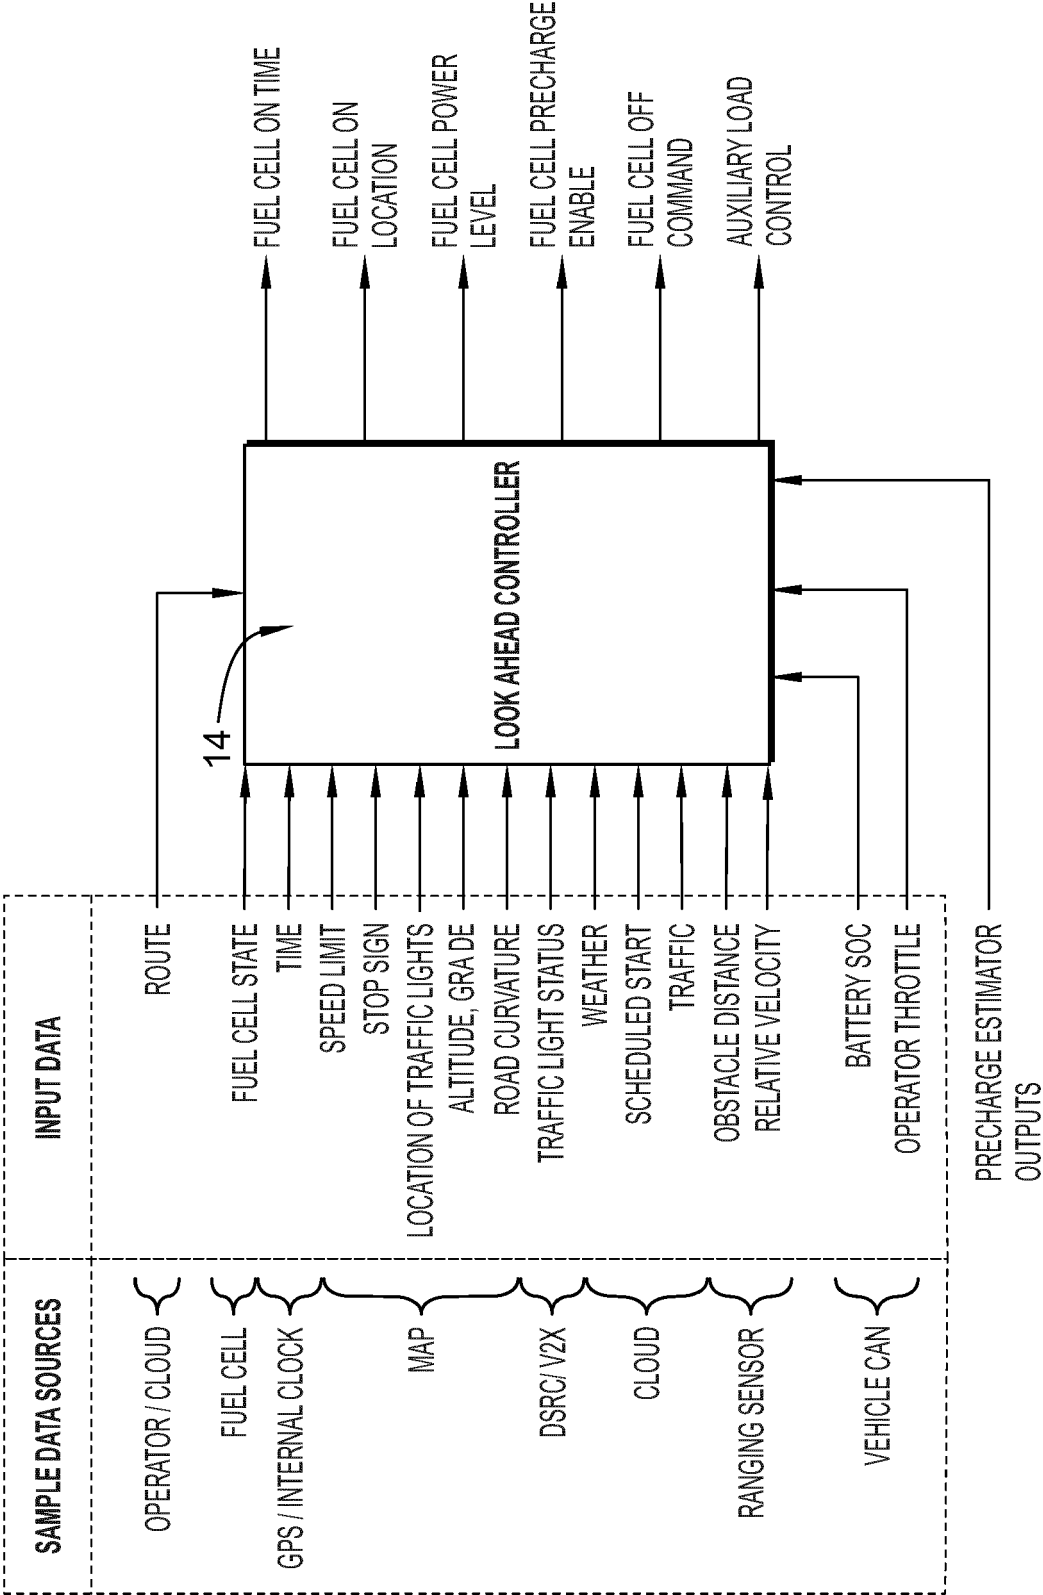 SAMPLE DATA SOURCES
INPUT DATA
OPERATOR / CLOUD
ROUTE
FUEL CELL
FUEL CELL STATE
GPS / INTERNAL CLOCK
TIME
MAP
SPEED LIMIT
STOP SIGN
LOCATION OF TRAFFIC LIGHTS
ALTITUDE, GRADE
ROAD CURVATURE
DSRC/ V2X
TRAFFIC LIGHT STATUS
CLOUD
WEATHER
SCHEDULED START
TRAFFIC
RANGING SENSOR
OBSTACLE DISTANCE
RELATIVE VELOCITY
VEHICLE CAN
BATTERY SOC
OPERATOR THROTTLE
PRECHARGE ESTIMATOR
OUTPUTS
14
LOOK AHEAD CONTROLLER
FUEL CELL ON TIME
FUEL CELL ON
LOCATION
FUEL CELL POWER
LEVEL
FUEL CELL PRECHARGE
ENABLE
FUEL CELL OFF
COMMAND
AUXILIARY LOAD
CONTROL